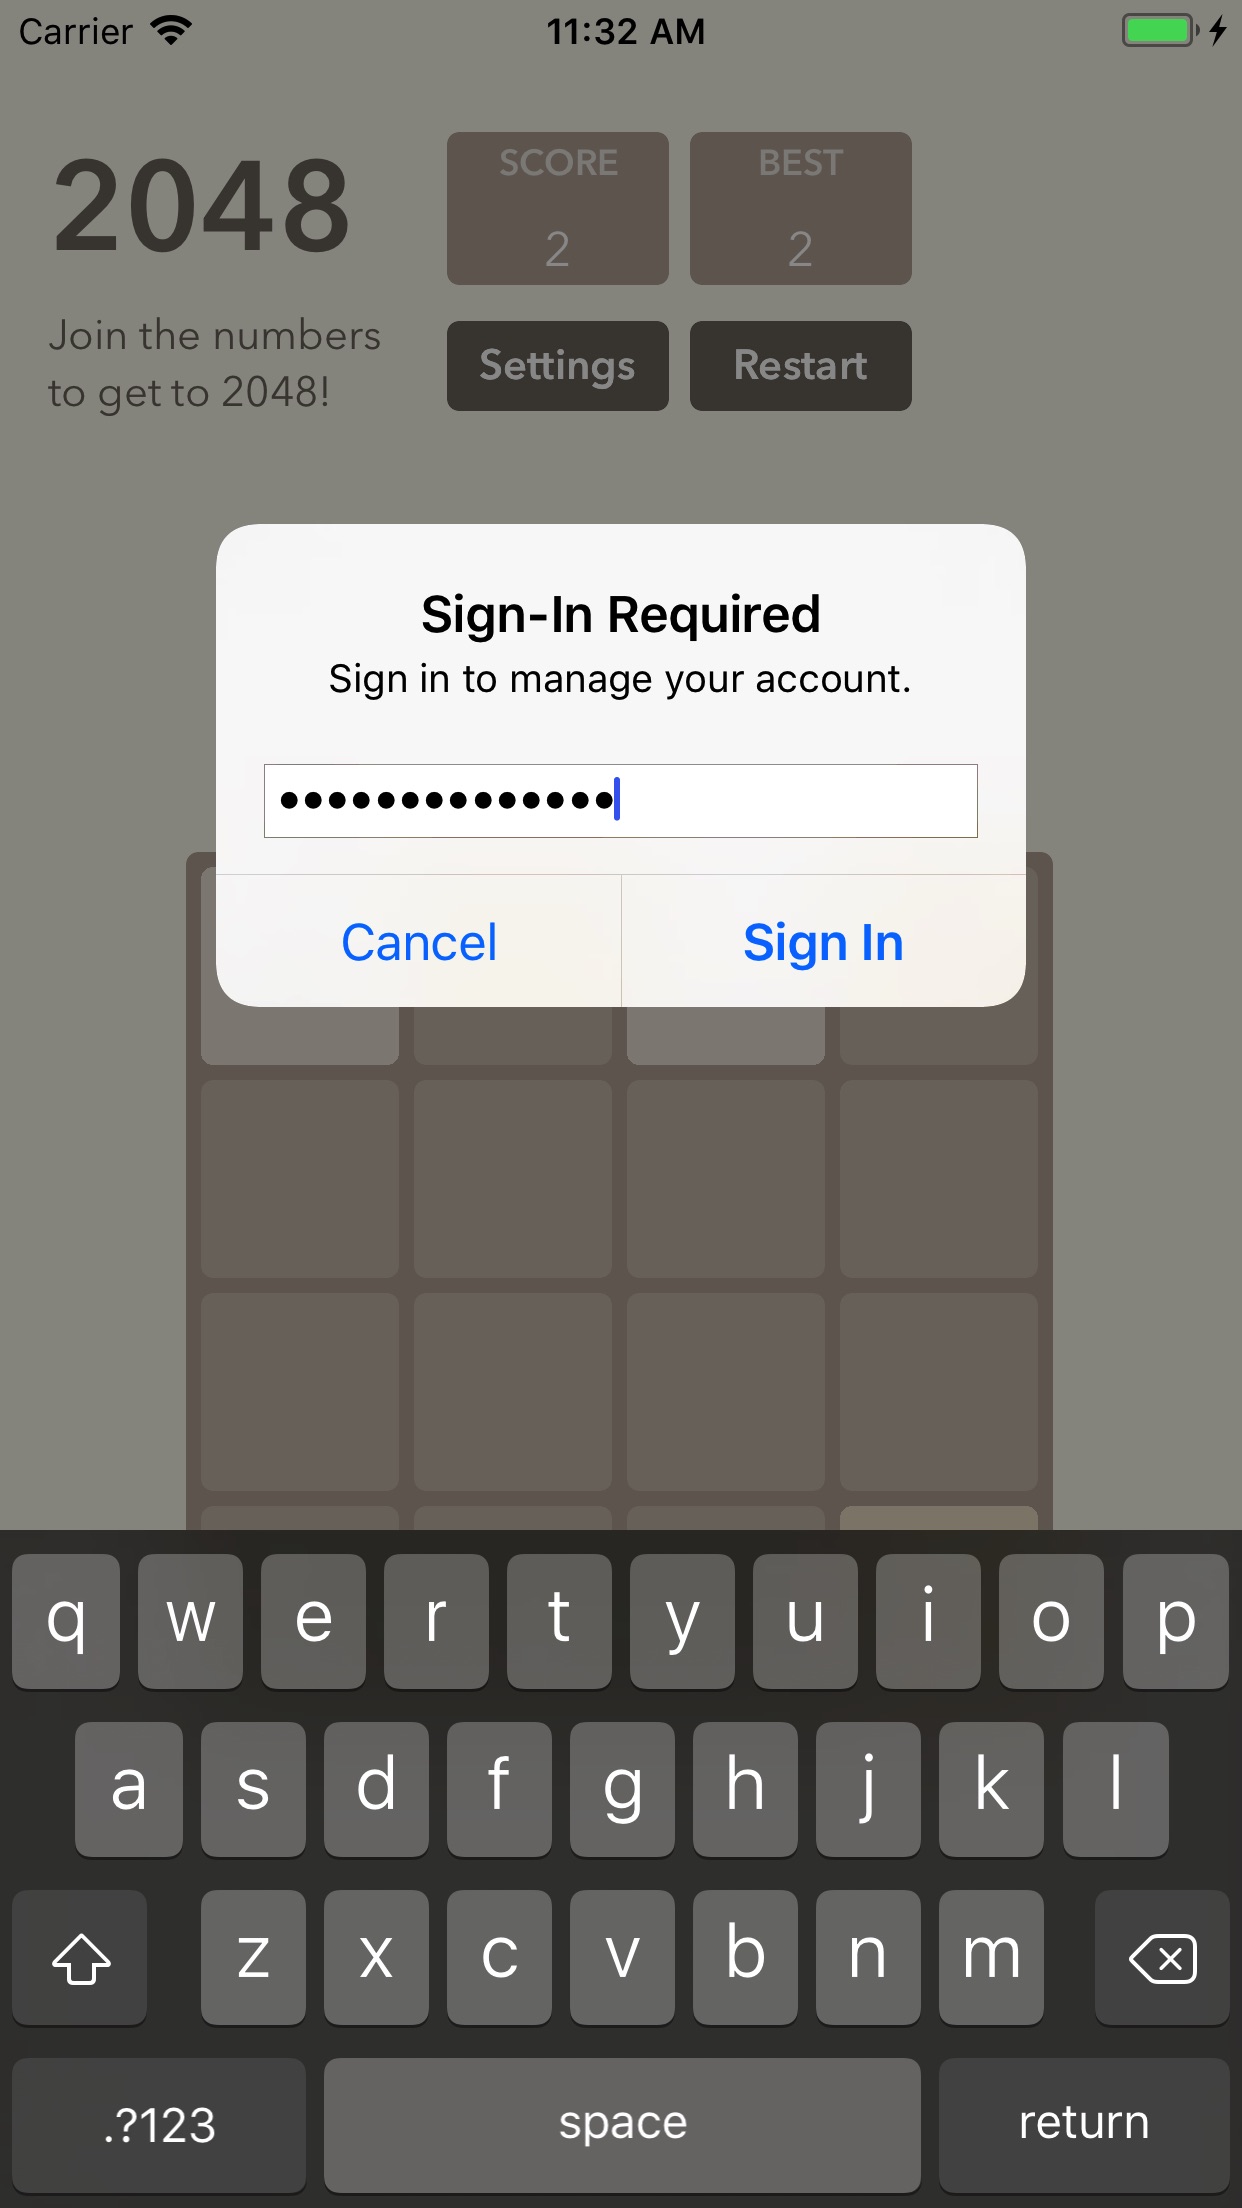 Carrier
11:32 AM
2048
SCORE
2
BEST
2
Join the numbers
to get to 2048!
Settings
Restart
Sign-In Required
Sign in to manage your account.
••••••••••••••
Cancel
Sign In
q w e r t y u i o p
a s d f g h j k l
z x c v b n m
.?123
space
return